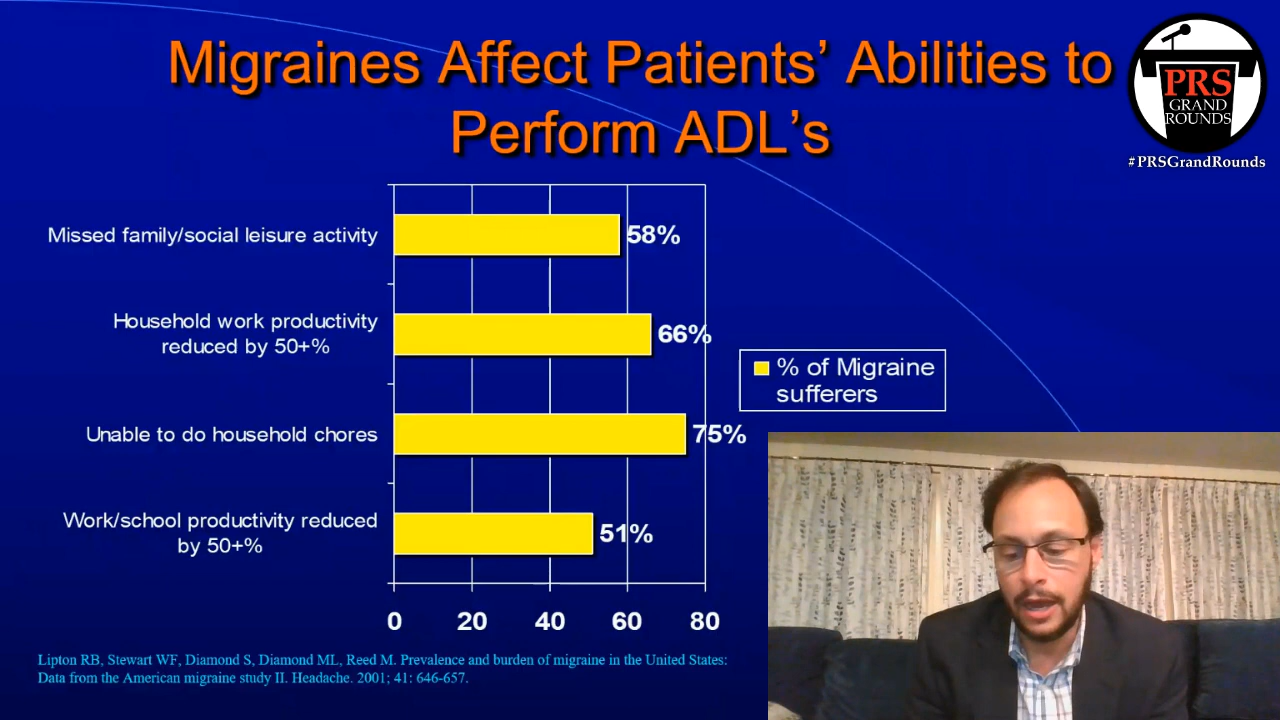 Migraines Affect Patients’ Abilities to
Perform ADL’s
PRS
GRAND
ROUNDS
#PRSGrandRounds
Missed family/social leisure activity
58%
Household work productivity
reduced by 50+%
66%
% of Migraine
sufferers
Unable to do household chores
75%
Work/school productivity reduced
by 50+%
51%
0 20 40 60 80
Lipton RB, Stewart WF, Diamond S, Diamond ML, Reed M. Prevalence and burden of migraine in the United States:
Data from the American migraine study II. Headache. 2001; 41: 646-657.